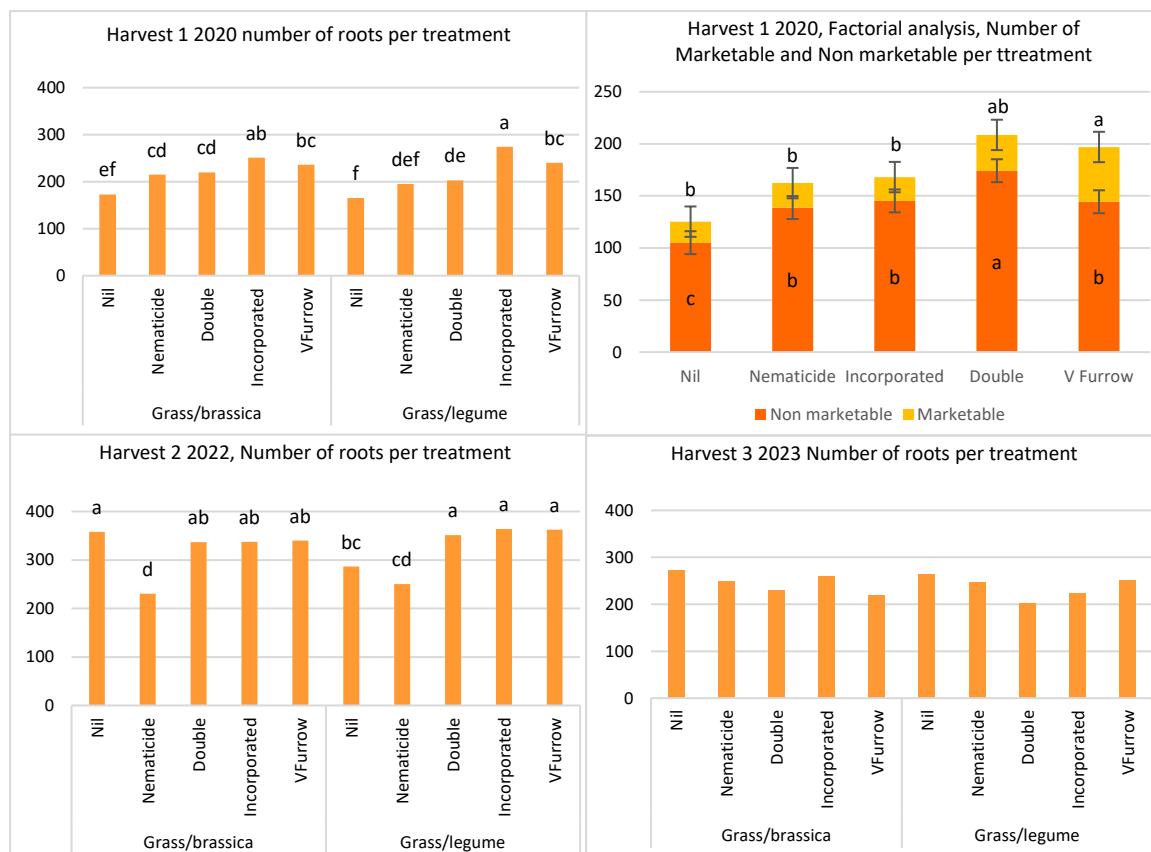 Harvest 1 2020 number of roots per treatment
400
300
200
100
0
ef
cd
cd
ab
bc
f
def
de
a
bc
Nil
Nematicide
Double
Incorporated
VFurrow
Nil
Nematicide
Double
Incorporated
VFurrow
Grass/brassica
Grass/legume
Harvest 1 2020, Factorial analysis, Number of
Marketable and Non marketable per ttreatment
250
200
150
100
50
0
b
b
b
ab
a
c
b
b
a
b
Nil
Nematicide
Incorporated
Double
V Furrow
Non marketable
Marketable
Harvest 2 2022, Number of roots per treatment
400
300
200
100
0
a
d
ab
ab
ab
bc
cd
a
a
a
Nil
Nematicide
Double
Incorporated
VFurrow
Nil
Nematicide
Double
Incorporated
VFurrow
Grass/brassica
Grass/legume
Harvest 3 2023 Number of roots per treatment
400
300
200
100
0
Nil
Nematicide
Double
Incorporated
VFurrow
Nil
Nematicide
Double
Incorporated
VFurrow
Grass/brassica
Grass/legume